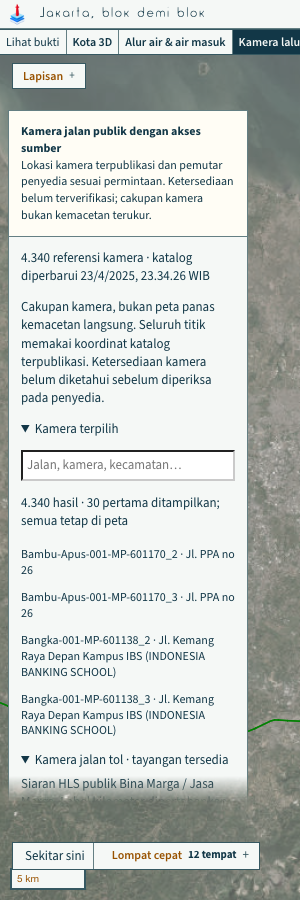 Jakarta, blok demi blok
Lihat bukti
Kota 3D
Alur air & air masuk
Kamera lalu
Lapisan +
Kamera jalan publik dengan akses
sumber
Lokasi kamera terpublikasi dan pemutar
penyedia sesuai permintaan. Ketersediaan
belum terverifikasi; cakupan kamera
bukan kemacetan terukur.
4.340 referensi kamera · katalog
diperbarui 23/4/2025, 23.34.26 WIB
Cakupan kamera, bukan peta panas
kemacetan langsung. Seluruh titik
memakai koordinat katalog
terpublikasi. Ketersediaan kamera
belum diketahui sebelum diperiksa
pada penyedia.
▼ Kamera terpilih
Jalan, kamera, kecamatan…
4.340 hasil · 30 pertama ditampilkan;
semua tetap di peta
Bambu-Apus-001-MP-601170_2 · Jl. PPA no
26
Bambu-Apus-001-MP-601170_3 · Jl. PPA no
26
Bangka-001-MP-601138_2 · Jl. Kemang
Raya Depan Kampus IBS (INDONESIA
BANKING SCHOOL)
Bangka-001-MP-601138_3 · Jl. Kemang
Raya Depan Kampus IBS (INDONESIA
BANKING SCHOOL)
▼ Kamera jalan tol · tayangan tersedia
Siaran HLS publik Bina Marga / Jasa
Sekitar sini
Lompat cepat 12 tempat +
5 km